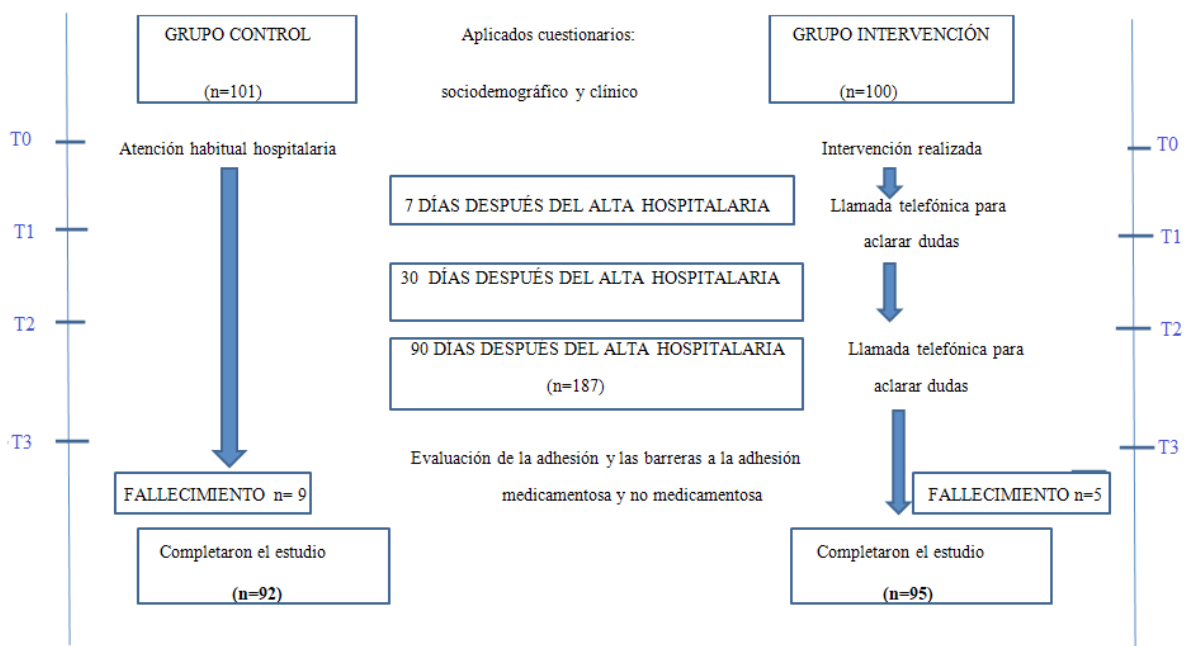 GRUPO CONTROL
(n=101)
Aplicados cuestionarios:
sociodemográfico y clínico
GRUPO INTERVENCIÓN
(n=100)
T0
Atención habitual hospitalaria
Intervención realizada
T0
7 DÍAS DESPUÉS DEL ALTA HOSPITALARIA
Llamada telefónica para
aclarar dudas
T1
T1
30 DÍAS DESPUÉS DEL ALTA HOSPITALARIA
T2
T2
90 DÍAS DESPUÉS DEL ALTA HOSPITALARIA
(n=187)
Llamada telefónica para
aclarar dudas
T3
T3
Evaluación de la adhesión y las barreras a la adhesión
medicamentosa y no medicamentosa
FALLECIMIENTO n= 9
FALLECIMIENTO n=5
Completaron el estudio
(n=92)
Completaron el estudio
(n=95)